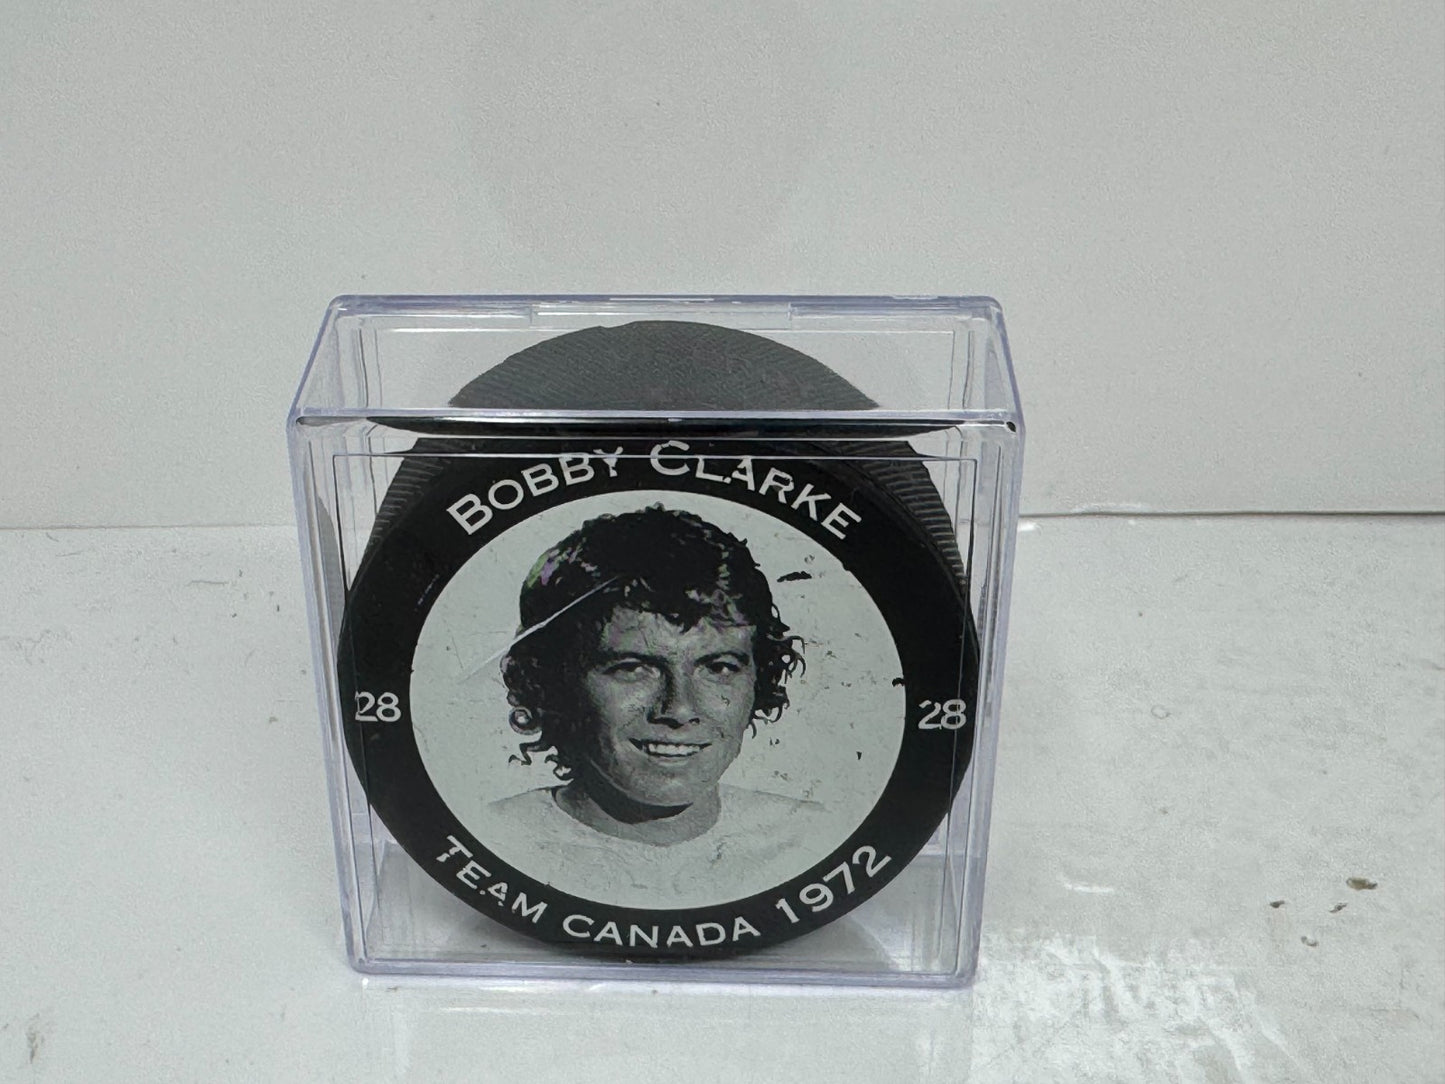 BOBBY CLARKE
28
28
TEAM CANADA 1972